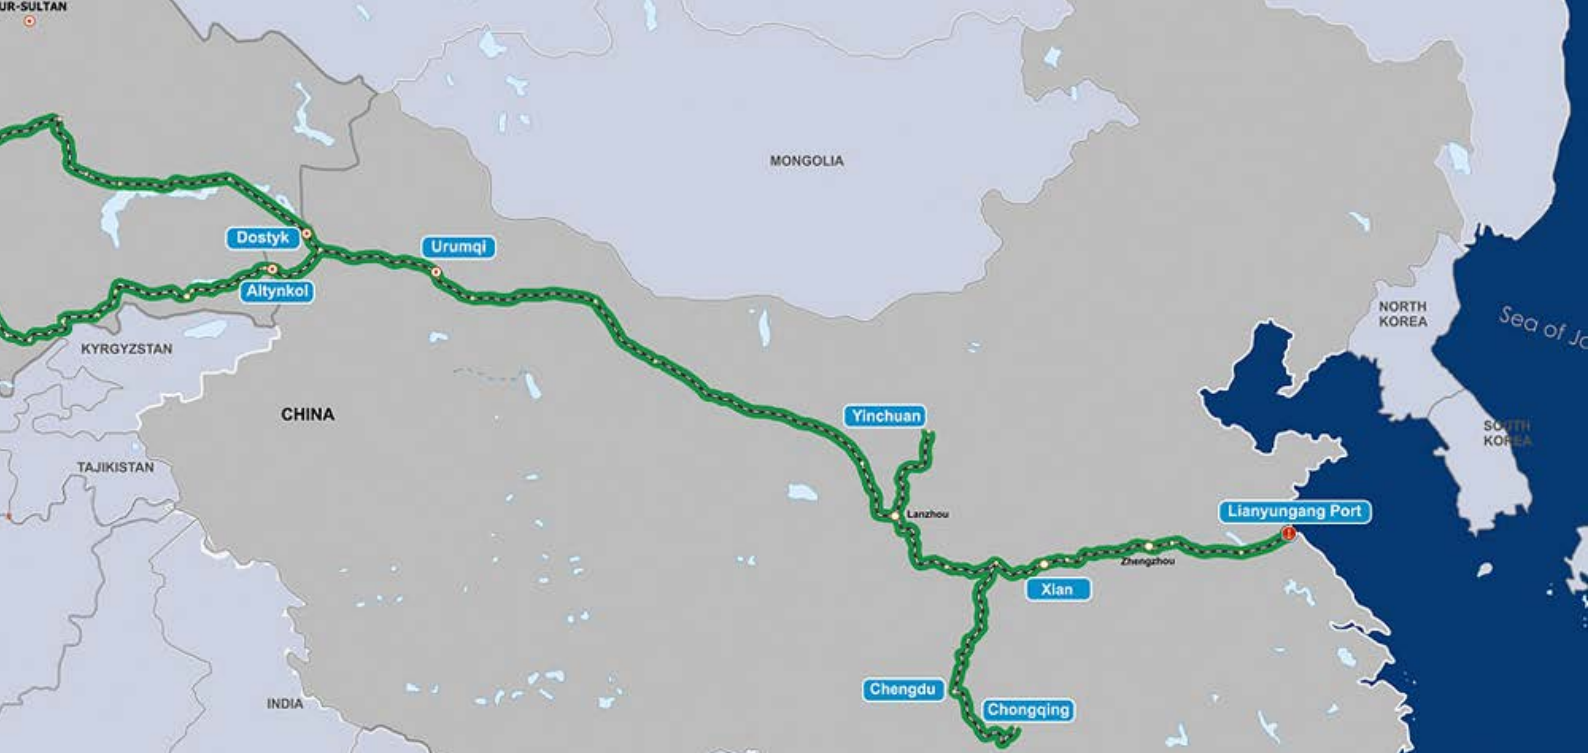 UR-SULTAN
MONGOLIA
Dostyk
Urumqi
Altynkol
NORTH
KOREA
Sea of Ja
KYRGYZSTAN
CHINA
Yinchuan
SOUTH
KOREA
TAJIKISTAN
Lanzhou
Lianyungang Port
Zhengzhou
Xian
Chengdu
INDIA
Chongqing